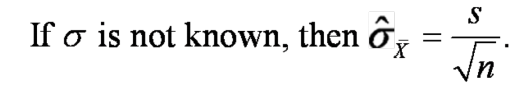 If σ is not known, then σ̂_X̄ = s/√n.